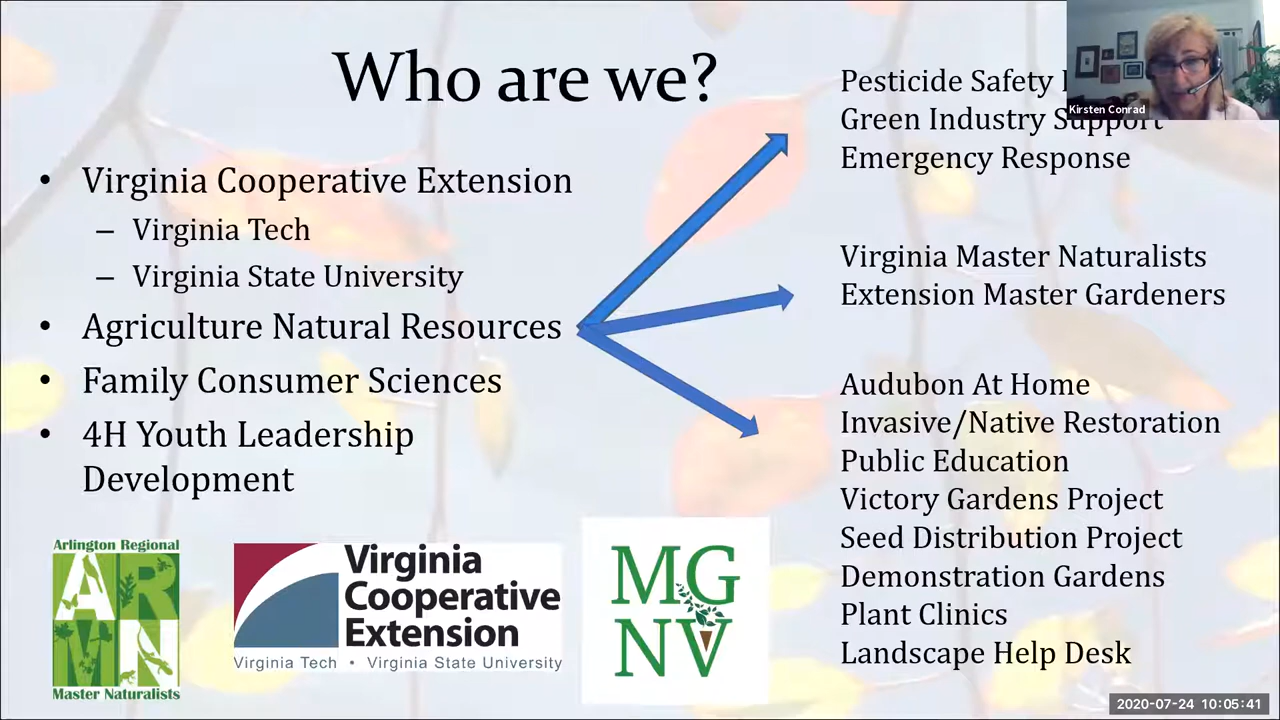 Who are we?
• Virginia Cooperative Extension
– Virginia Tech
– Virginia State University
• Agriculture Natural Resources
• Family Consumer Sciences
• 4H Youth Leadership
Development
Pesticide Safety
Green Industry Support
Emergency Response
Virginia Master Naturalists
Extension Master Gardeners
Audubon At Home
Invasive/Native Restoration
Public Education
Victory Gardens Project
Seed Distribution Project
Demonstration Gardens
Plant Clinics
Landscape Help Desk
Kirsten Conrad
Arlington Regional
AR
MN
Master Naturalists
Virginia
Cooperative
Extension
Virginia Tech • Virginia State University
MG
NV
2020-07-24 10:05:41